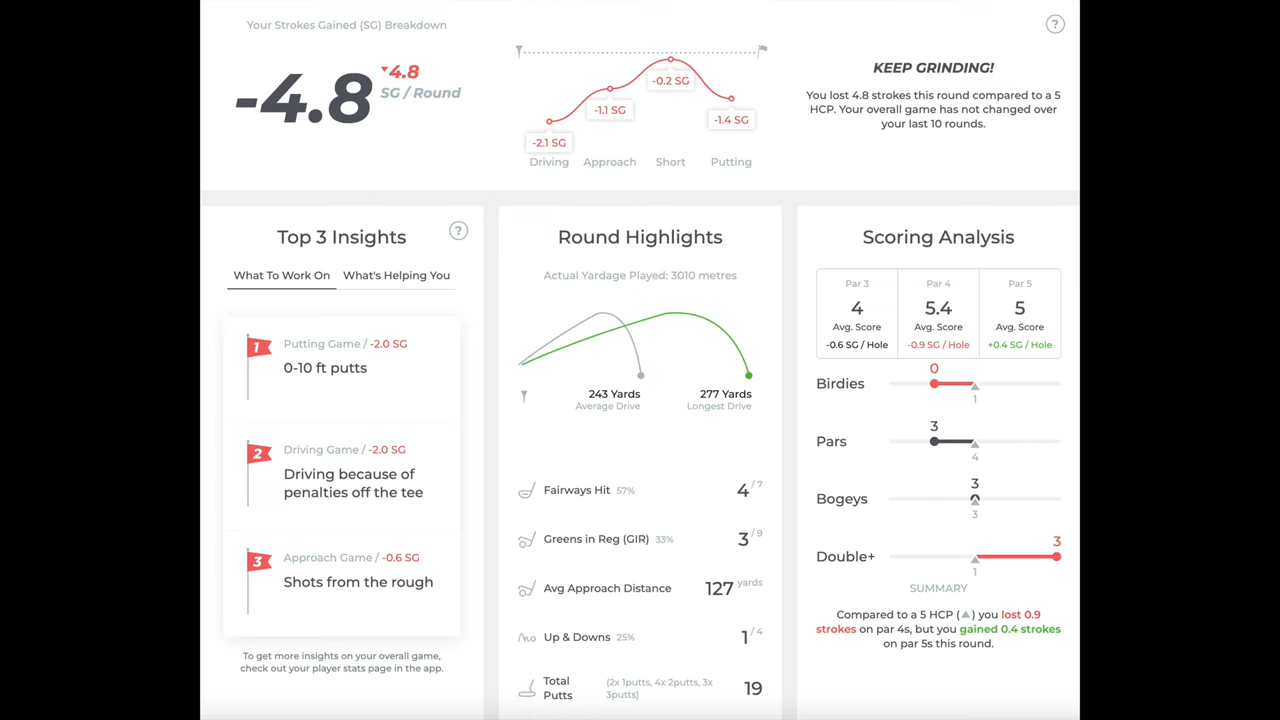 Your Strokes Gained (SG) Breakdown
?
-4.8
4.8
SG / Round
-2.1 SG
-1.1 SG
-0.2 SG
-1.4 SG
Driving
Approach
Short
Putting
KEEP GRINDING!
You lost 4.8 strokes this round compared to a 5
HCP. Your overall game has not changed over
your last 10 rounds.
Top 3 Insights
?
What To Work On
What's Helping You
1
Putting Game / -2.0 SG
0-10 ft putts
2
Driving Game / -2.0 SG
Driving because of
penalties off the tee
3
Approach Game / -0.6 SG
Shots from the rough
To get more insights on your overall game,
check out your player stats page in the app.
Round Highlights
Actual Yardage Played: 3010 metres
243 Yards
Average Drive
277 Yards
Longest Drive
Fairways Hit 57% 4 / 7
Greens in Reg (GIR) 33% 3 / 9
Avg Approach Distance 127 yards
Up & Downs 25% 1 / 4
Total
Putts
(2x 1putts, 4x 2putts, 3x
3putts)
19
Scoring Analysis
Par 3
4
Avg. Score
-0.6 SG / Hole
Par 4
5.4
Avg. Score
-0.9 SG / Hole
Par 5
5
Avg. Score
+0.4 SG / Hole
Birdies
0
1
Pars
3
4
Bogeys
3
3
Double+
3
1
SUMMARY
Compared to a 5 HCP (▲) you lost 0.9
strokes on par 4s, but you gained 0.4 strokes
on par 5s this round.